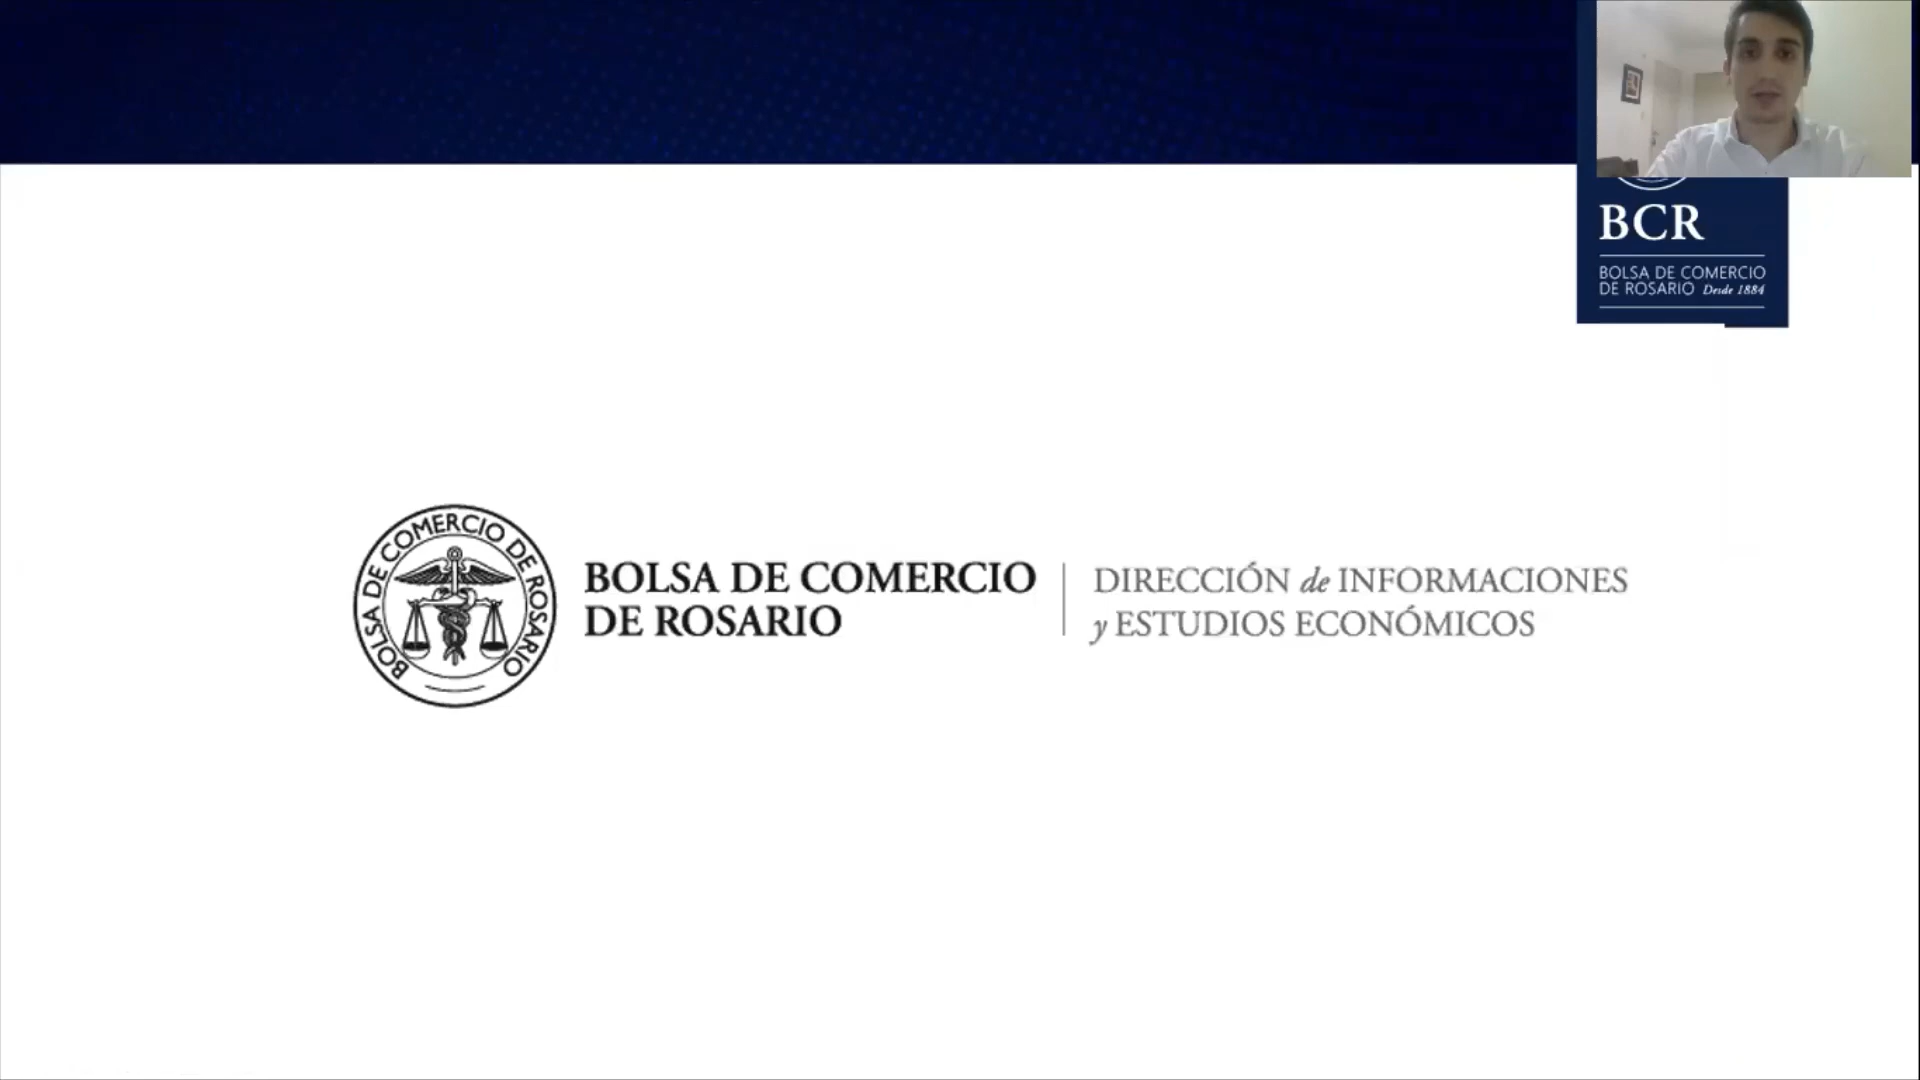 BCR
BOLSA DE COMERCIO
DE ROSARIO Desde 1884
BOLSA DE COMERCIO DE ROSARIO
BOLSA DE COMERCIO
DE ROSARIO
DIRECCIÓN de INFORMACIONES
y ESTUDIOS ECONÓMICOS